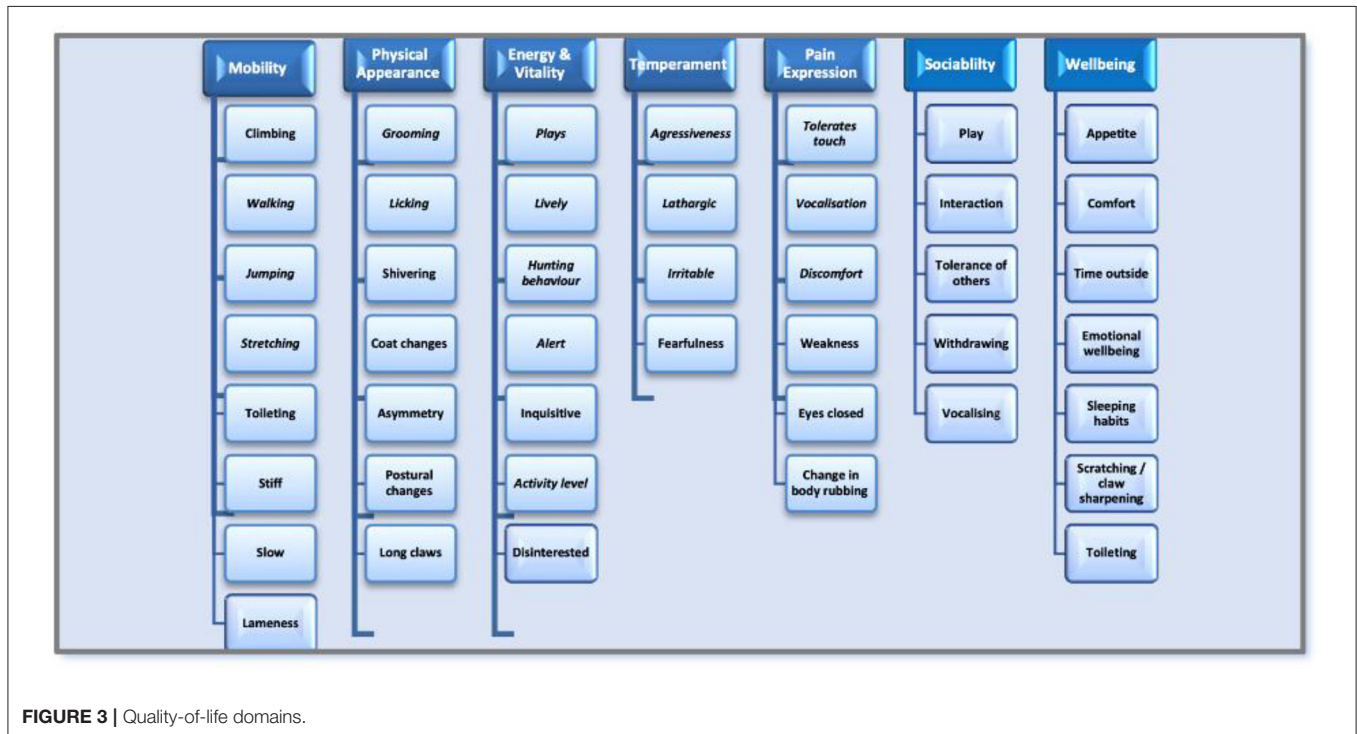 Mobility
Climbing
Walking
Jumping
Stretching
Toileting
Stiff
Slow
Lameness
Physical
Appearance
Grooming
Licking
Shivering
Coat changes
Asymmetry
Postural
changes
Long claws
Energy &
Vitality
Plays
Lively
Hunting
behaviour
Alert
Inquisitive
Activity level
Disinterested
Temperament
Agressiveness
Lathargic
Irritable
Fearfulness
Pain
Expression
Tolerates
touch
Vocalisation
Discomfort
Weakness
Eyes closed
Change in
body rubbing
Sociablilty
Play
Interaction
Tolerance of
others
Withdrawing
Vocalising
Wellbeing
Appetite
Comfort
Time outside
Emotional
wellbeing
Sleeping
habits
Scratching /
claw
sharpening
Toileting
FIGURE 3 | Quality-of-life domains.